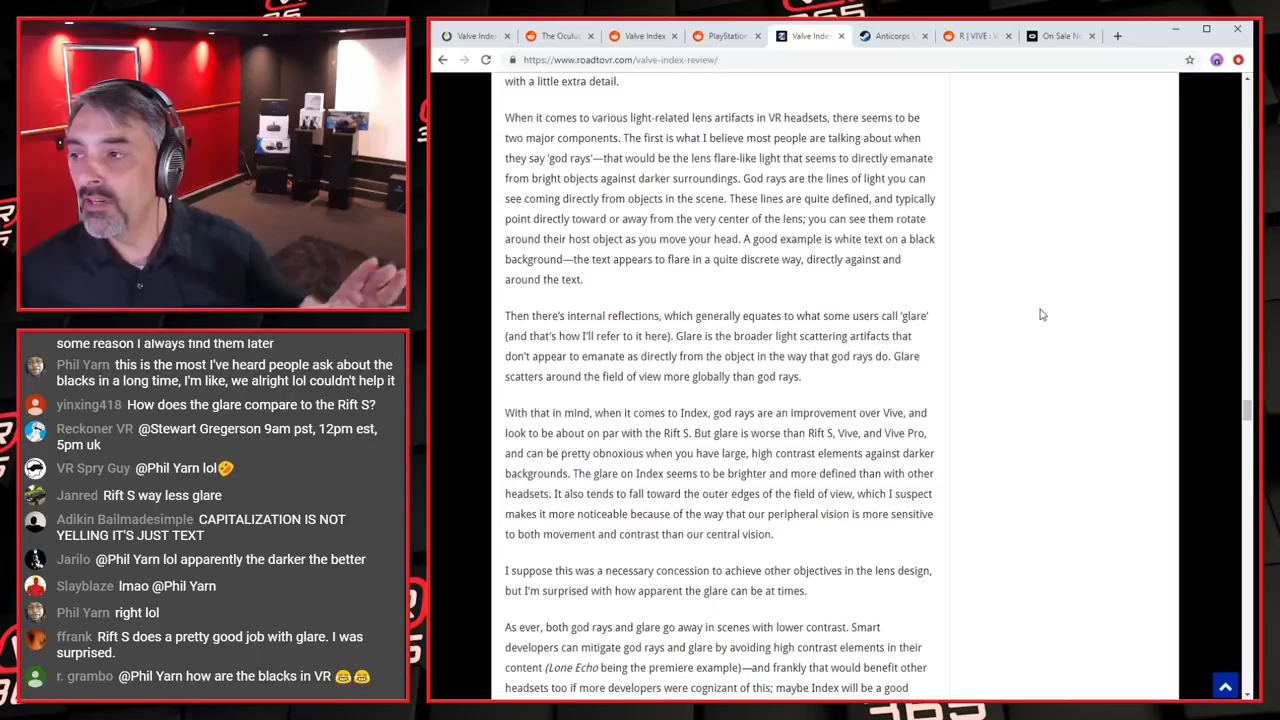 some reason I always find them later
Phil Yarn this is the most I've heard people ask about the
blacks in a long time, I'm like, we alright lol couldn't help it
yinxing418 How does the glare compare to the Rift S?
Reckoner VR @Stewart Gregerson 9am pst, 12pm est,
5pm uk
VR Spry Guy @Phil Yarn lol🤣
Janred Rift S way less glare
Adikin Bailmadesimple CAPITALIZATION IS NOT
YELLING IT'S JUST TEXT
Jarilo @Phil Yarn lol apparently the darker the better
Slayblaze lmao @Phil Yarn
Phil Yarn right lol
ffrank Rift S does a pretty good job with glare. I was
surprised.
r. grambo @Phil Yarn how are the blacks in VR 😂😂
Valve Index
The Oculu
Valve Index
PlayStation
Valve Inde
Anticorps
R | VIVE : V
On Sale N
https://www.roadtovr.com/valve-index-review/
with a little extra detail.
When it comes to various light-related lens artifacts in VR headsets, there seems to be
two major components. The first is what I believe most people are talking about when
they say ‘god rays’—that would be the lens flare-like light that seems to directly emanate
from bright objects against darker surroundings. God rays are the lines of light you can
see coming directly from objects in the scene. These lines are quite defined, and typically
point directly toward or away from the very center of the lens; you can see them rotate
around their host object as you move your head. A good example is white text on a black
background—the text appears to flare in a quite discrete way, directly against and
around the text.
Then there’s internal reflections, which generally equates to what some users call ‘glare’
(and that’s how I’ll refer to it here). Glare is the broader light scattering artifacts that
don’t appear to emanate as directly from the object in the way that god rays do. Glare
scatters around the field of view more globally than god rays.
With that in mind, when it comes to Index, god rays are an improvement over Vive, and
look to be about on par with the Rift S. But glare is worse than Rift S, Vive, and Vive Pro,
and can be pretty obnoxious when you have large, high contrast elements against darker
backgrounds. The glare on Index seems to be brighter and more defined than with other
headsets. It also tends to fall toward the outer edges of the field of view, which I suspect
makes it more noticeable because of the way that our peripheral vision is more sensitive
to both movement and contrast than our central vision.
I suppose this was a necessary concession to achieve other objectives in the lens design,
but I’m surprised with how apparent the glare can be at times.
As ever, both god rays and glare go away in scenes with lower contrast. Smart
developers can mitigate god rays and glare by avoiding high contrast elements in their
content (Lone Echo being the premiere example)—and frankly that would benefit other
headsets too if more developers were cognizant of this; maybe Index will be a good